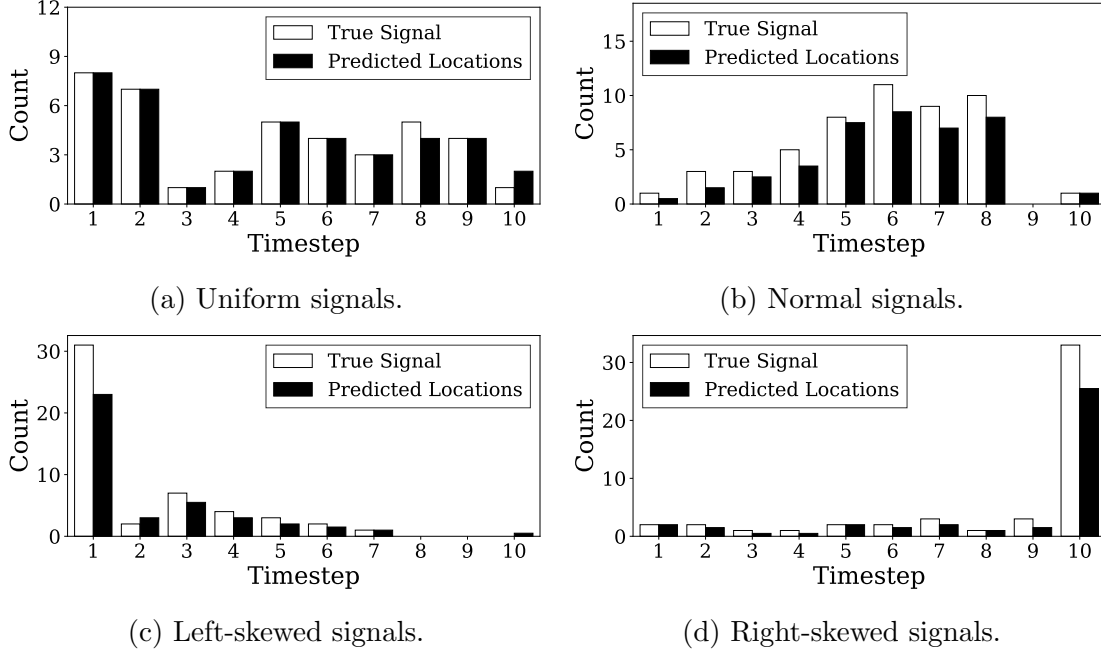 12
9
6
3
0
Count
True Signal
Predicted Locations
1 2 3 4 5 6 7 8 9 10
Timestep
(a) Uniform signals.
15
10
5
0
Count
True Signal
Predicted Locations
1 2 3 4 5 6 7 8 9 10
Timestep
(b) Normal signals.
30
20
10
0
Count
True Signal
Predicted Locations
1 2 3 4 5 6 7 8 9 10
Timestep
(c) Left-skewed signals.
30
20
10
0
Count
True Signal
Predicted Locations
1 2 3 4 5 6 7 8 9 10
Timestep
(d) Right-skewed signals.